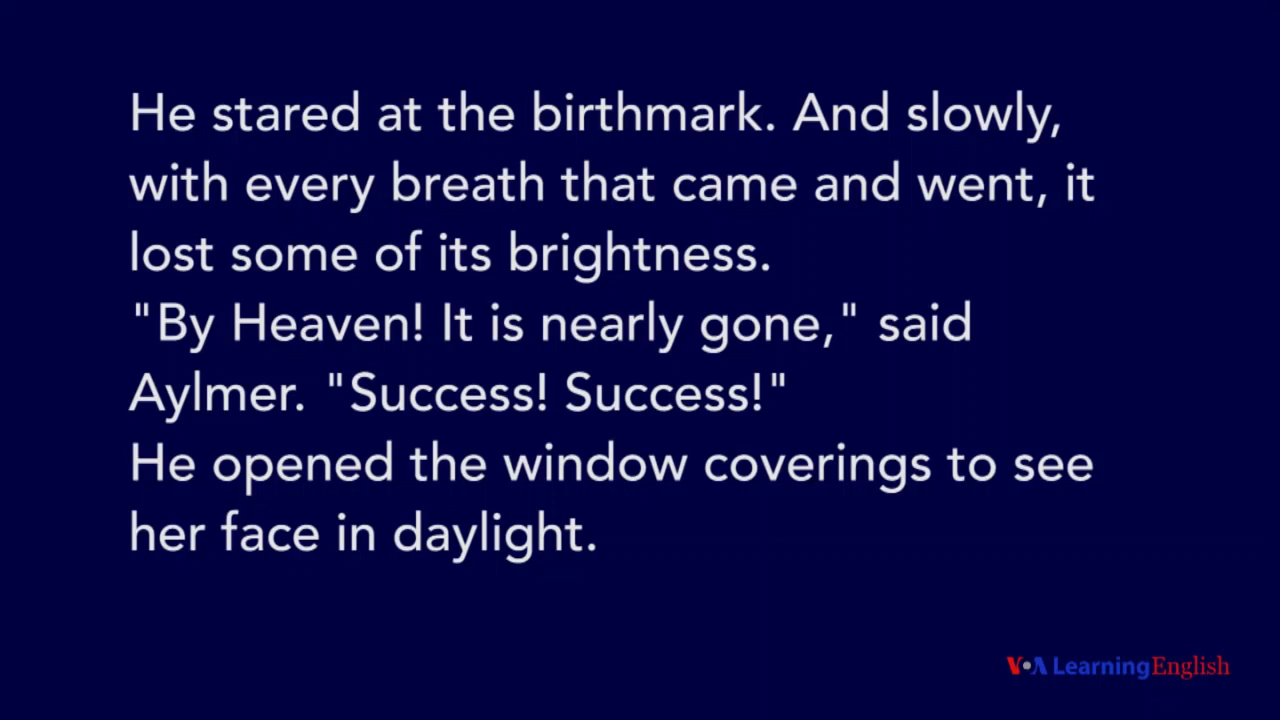 He stared at the birthmark. And slowly,
with every breath that came and went, it
lost some of its brightness.
"By Heaven! It is nearly gone," said
Aylmer. "Success! Success!"
He opened the window coverings to see
her face in daylight.
VOA Learning English